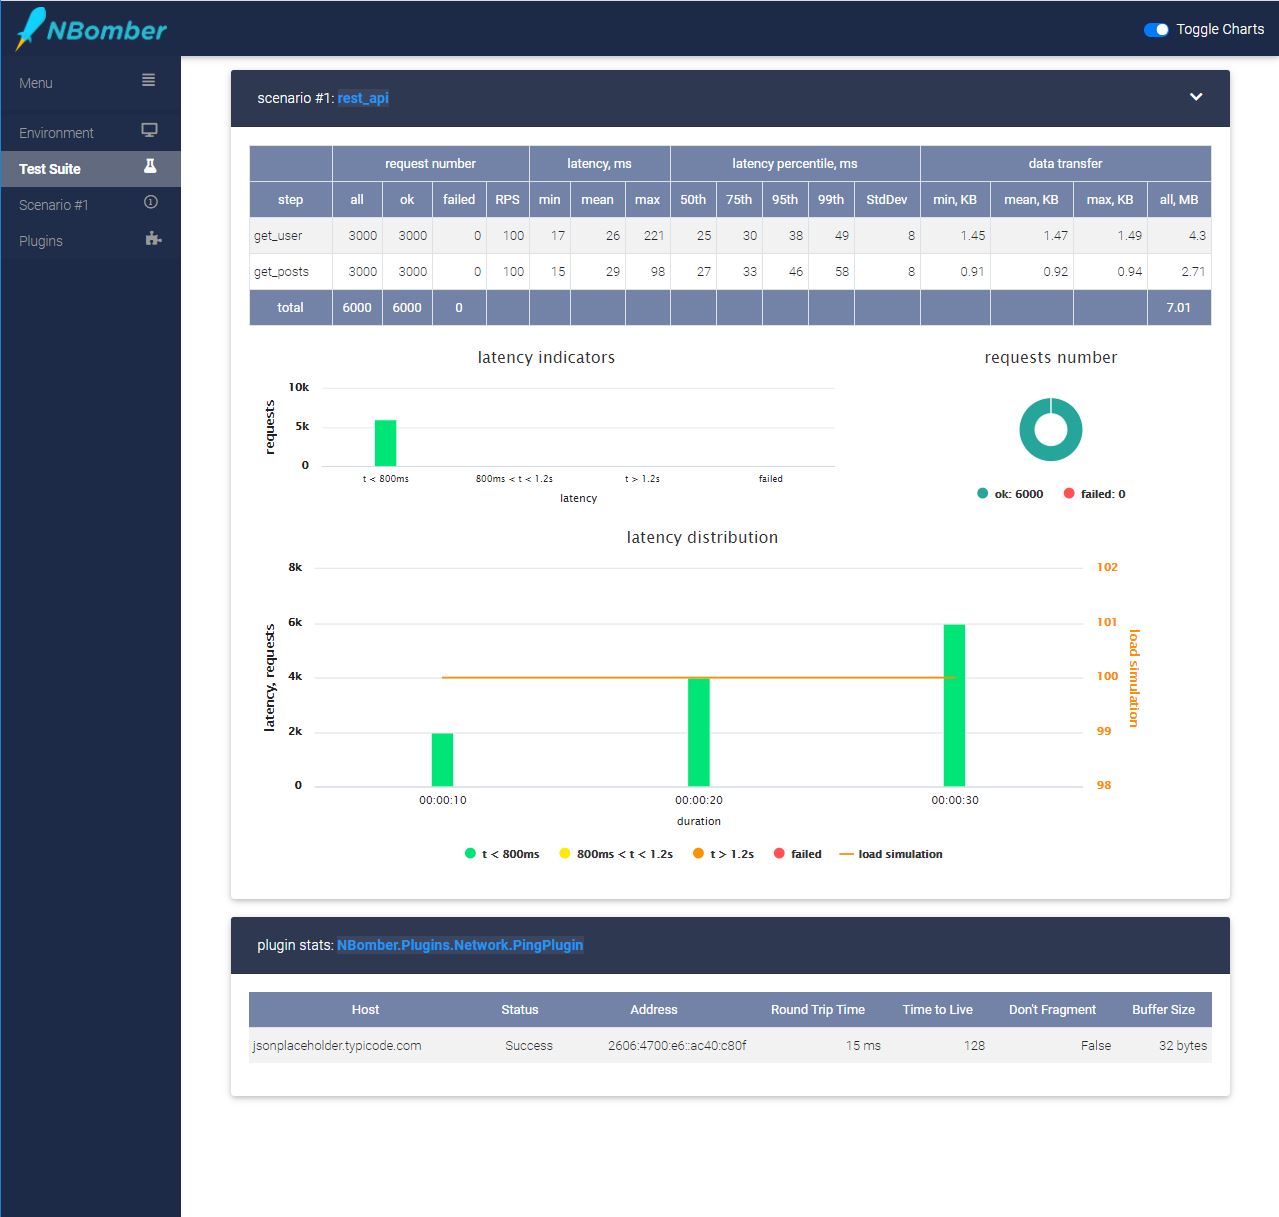 NBomber
Toggle Charts
Menu
Environment
Test Suite
Scenario #1
Plugins
scenario #1: rest_api
request number latency, ms latency percentile, ms data transfer
step all ok failed RPS min mean max 50th 75th 95th 99th StdDev min, KB mean, KB max, KB all, MB
get_user 3000 3000 0 100 17 26 221 25 30 38 49 8 1.45 1.47 1.49 4.3
get_posts 3000 3000 0 100 15 29 98 27 33 46 58 8 0.91 0.92 0.94 2.71
total 6000 6000 0 7.01
latency indicators
10k
5k
0
requests
t < 800ms 800ms < t < 1.2s t > 1.2s failed
latency
requests number
ok: 6000 failed: 0
latency distribution
8k
6k
4k
2k
0
latency, requests
102
101
100
99
98
load simulation
00:00:10 00:00:20 00:00:30
duration
t < 800ms 800ms < t < 1.2s t > 1.2s failed load simulation
plugin stats: NBomber.Plugins.Network.PingPlugin
Host Status Address Round Trip Time Time to Live Don't Fragment Buffer Size
jsonplaceholder.typicode.com Success 2606:4700:e6::ac40:c80f 15 ms 128 False 32 bytes